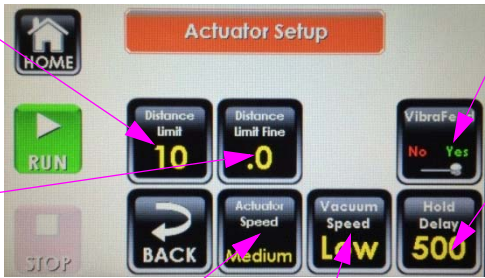 Actuator Setup
HOME
RUN
Distance
Limit
10
Distance
Limit Fine
.0
VibraFeed
No Yes
STOP
BACK
Actuator
Speed
Medium
Vacuum
Speed
Low
Hold
Delay
500